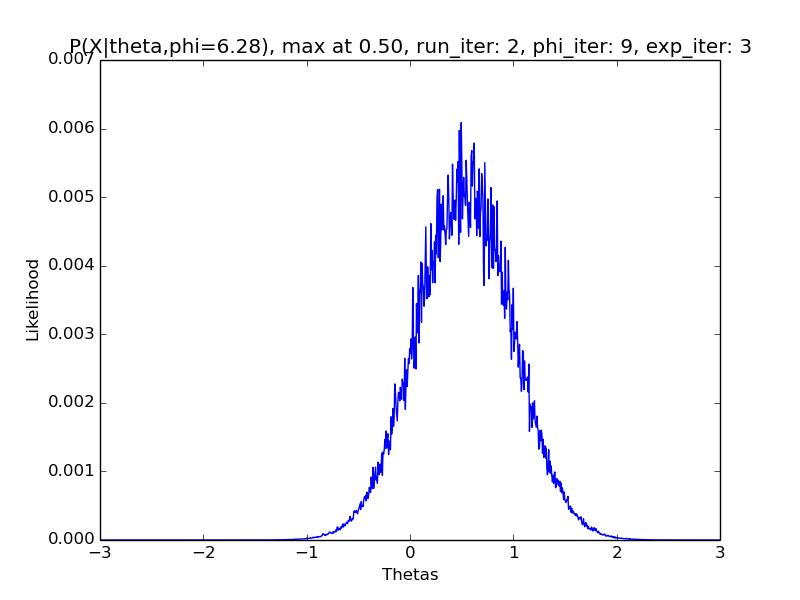 P(X|theta,phi=6.28), max at 0.50, run_iter: 2, phi_iter: 9, exp_iter: 3
0.007
0.006
0.005
0.004
0.003
0.002
0.001
0.000
Likelihood
−3 −2 −1 0 1 2 3
Thetas